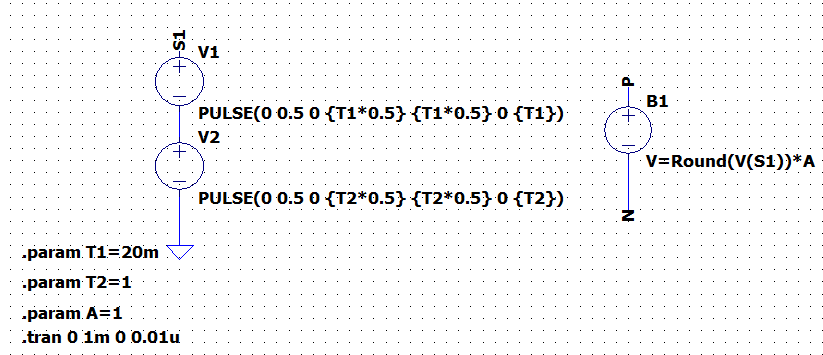 S1
V1
PULSE(0 0.5 0 {T1*0.5} {T1*0.5} 0 {T1})
V2
PULSE(0 0.5 0 {T2*0.5} {T2*0.5} 0 {T2})
P
B1
V=Round(V(S1))*A
N
.param T1=20m
.param T2=1
.param A=1
.tran 0 1m 0 0.01u